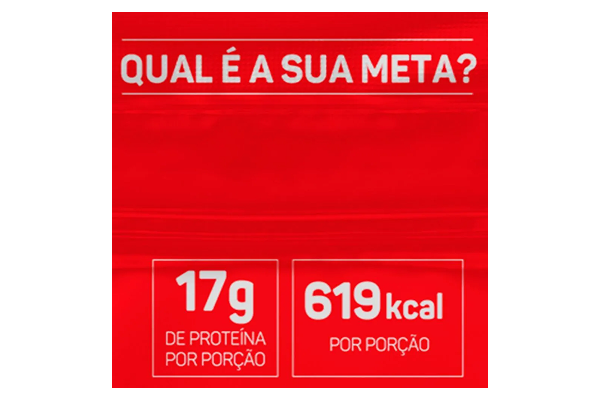 QUAL É A SUA META?
17g
DE PROTEÍNA
POR PORÇÃO
619kcal
POR PORÇÃO